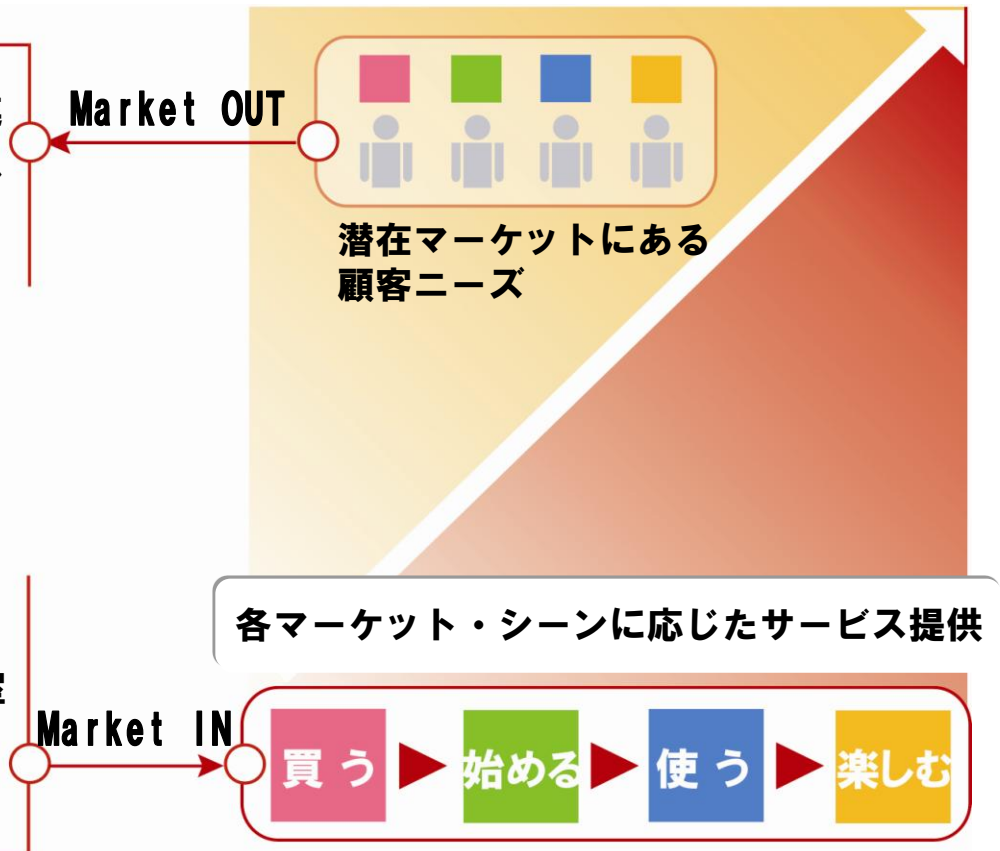 Market OUT
潜在マーケットにある
顧客ニーズ
各マーケット・シーンに応じたサービス提供
Market IN
買う
始める
使う
楽しむ